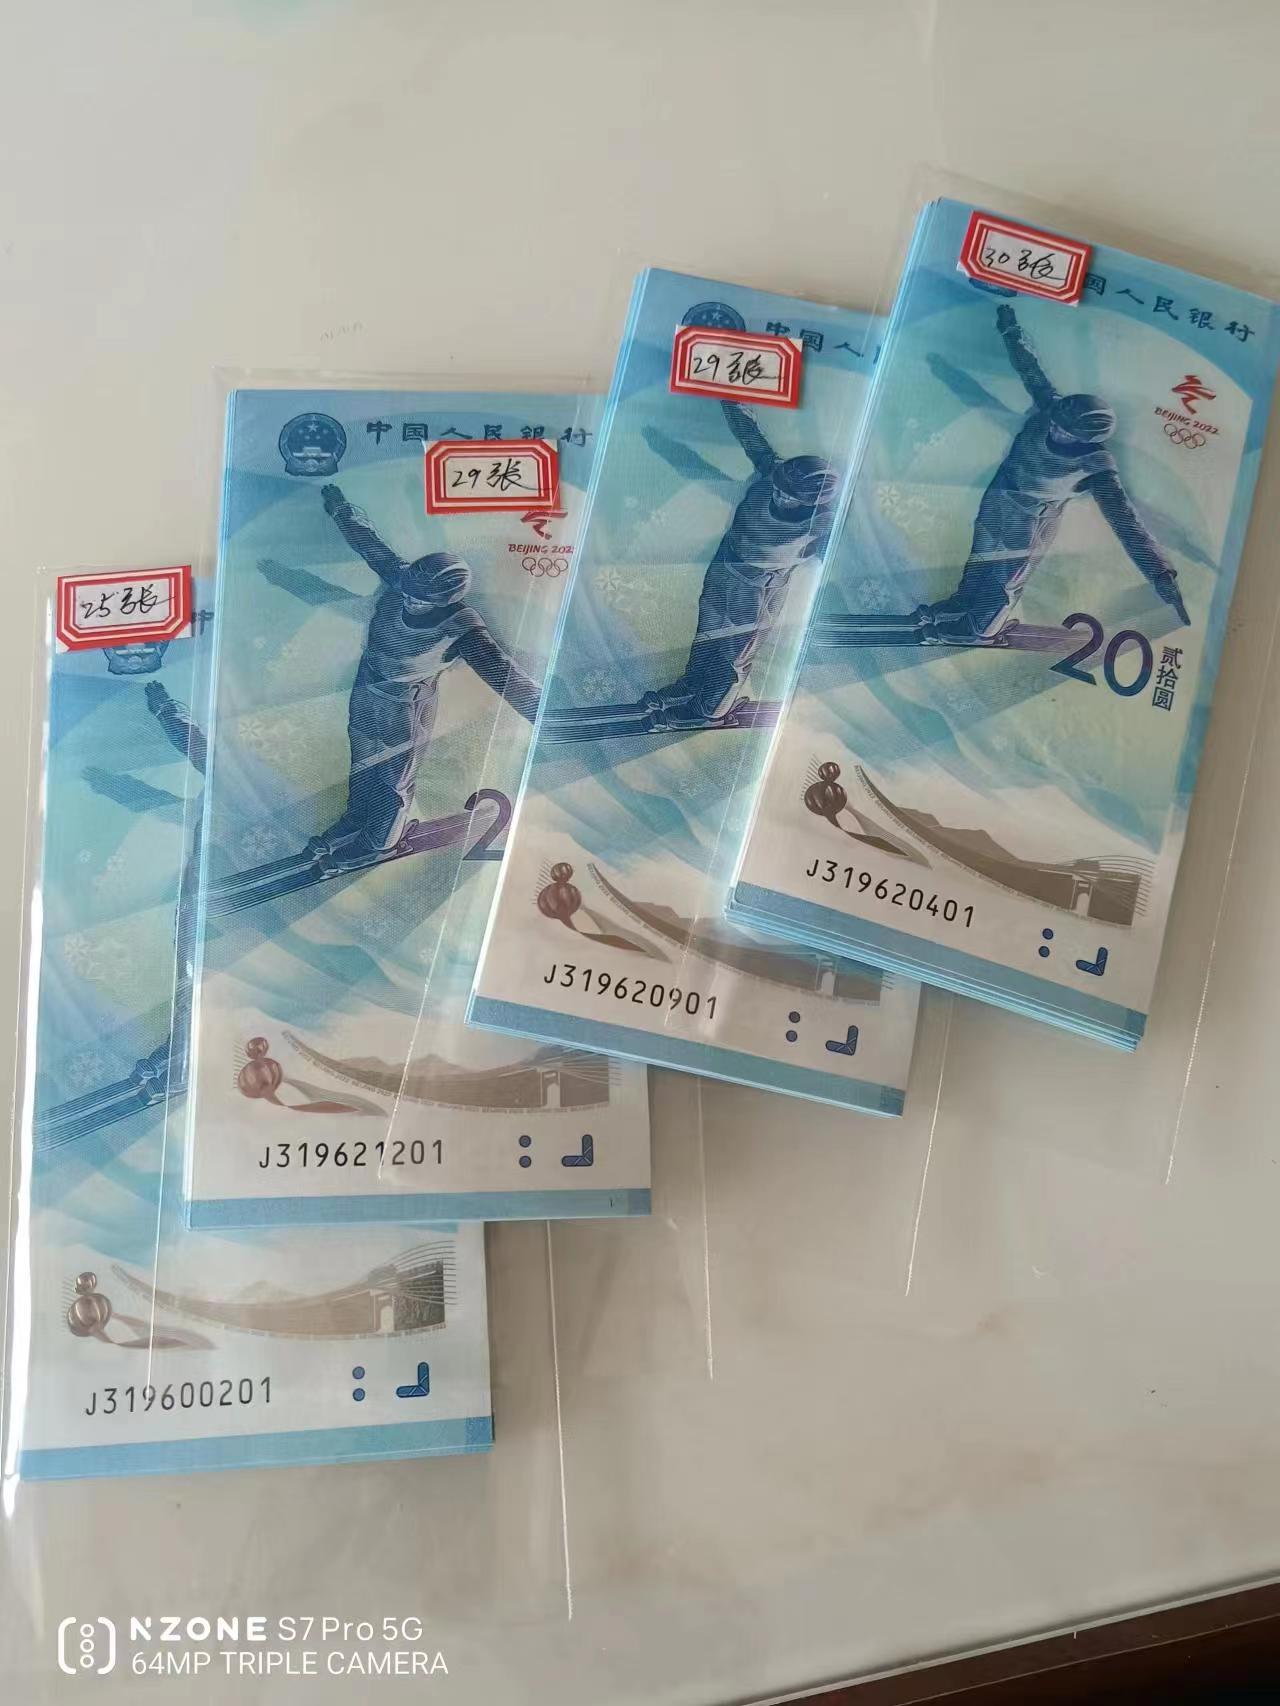 30张
中国人民银行
BEIJING 2022
20
贰拾圆
J319620401
29张
中国人民
J319620901
29张
中国人民银行
BEIJING 2022
2
J319621201
25张
中
J319600201
NZONE S7 Pro 5G
64MP TRIPLE CAMERA